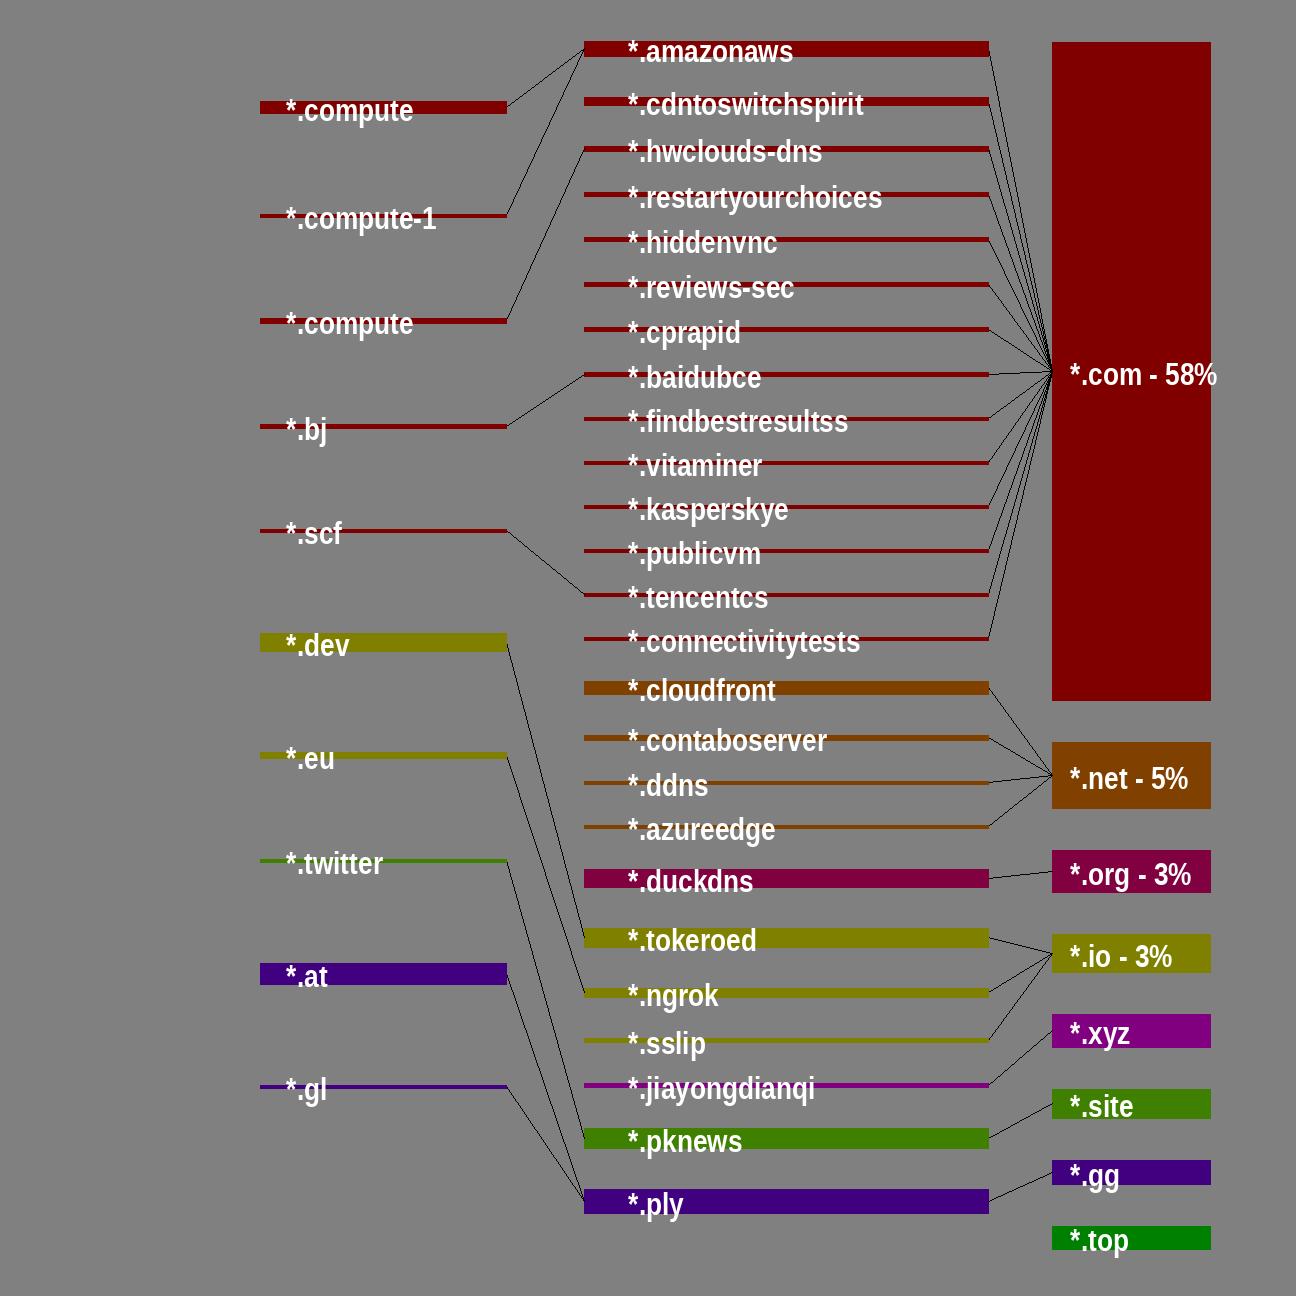 *.compute
*.compute-1
*.compute
*.bj
*.scf
*.dev
*.eu
*.twitter
*.at
*.gl
*.amazonaws
*.cdntoswitchspirit
*.hwclouds-dns
*.restartyourchoices
*.hiddenvnc
*.reviews-sec
*.cprapid
*.baidubce
*.findbestresultss
*.vitaminer
*.kasperskye
*.publicvm
*.tencentcs
*.connectivitytests
*.cloudfront
*.contaboserver
*.ddns
*.azureedge
*.duckdns
*.tokeroed
*.ngrok
*.sslip
*.jiayongdianqi
*.pknews
*.ply
*.com - 58%
*.net - 5%
*.org - 3%
*.io - 3%
*.xyz
*.site
*.gg
*.top